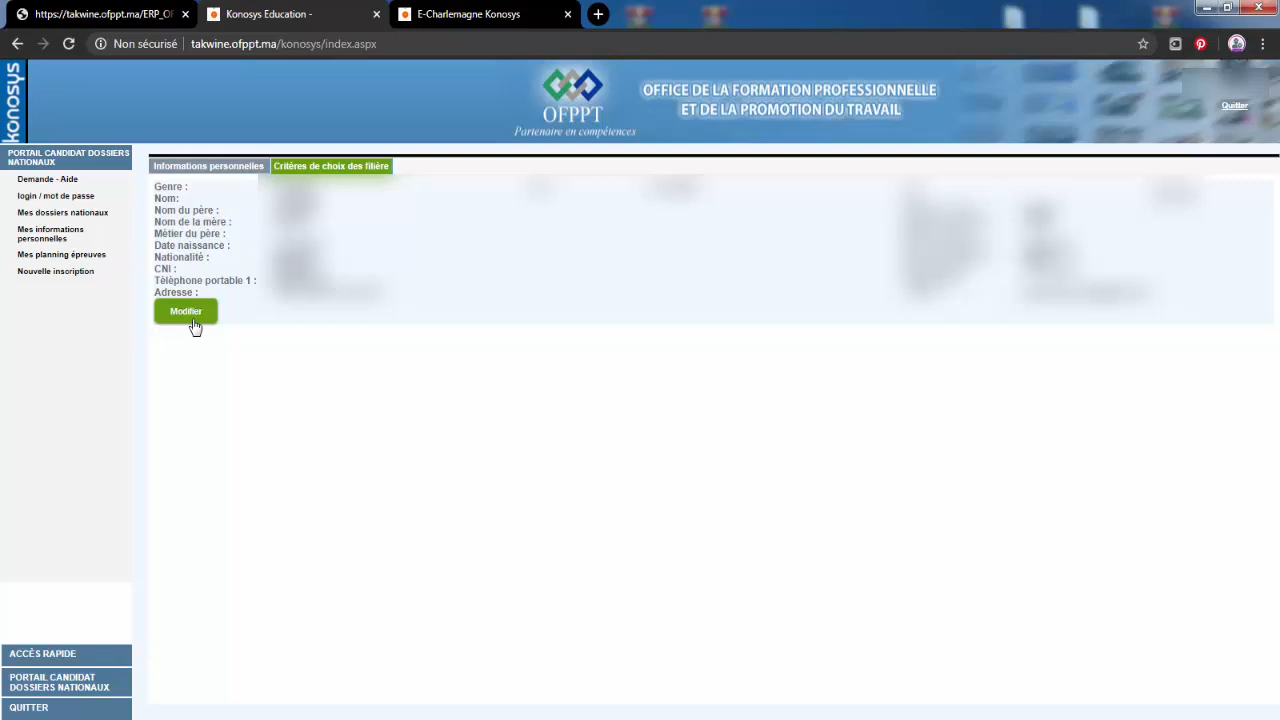 https://takwine.ofppt.ma/ERP_OF
Konosys Education -
E-Charlemagne Konosys
Non sécurisé
takwine.ofppt.ma/konosys/index.aspx
konosys
OFPPT
Partenaire en compétences
OFFICE DE LA FORMATION PROFESSIONNELLE
ET DE LA PROMOTION DU TRAVAIL
Quitter
PORTAIL CANDIDAT DOSSIERS
NATIONAUX
Demande - Aide
login / mot de passe
Mes dossiers nationaux
Mes informations
personnelles
Mes planning épreuves
Nouvelle inscription
Informations personnelles
Critères de choix des filière
Genre :
Nom:
Nom du père :
Nom de la mère :
Métier du père :
Date naissance :
Nationalité :
CNI :
Téléphone portable 1 :
Adresse :
Modifier
ACCÈS RAPIDE
PORTAIL CANDIDAT
DOSSIERS NATIONAUX
QUITTER